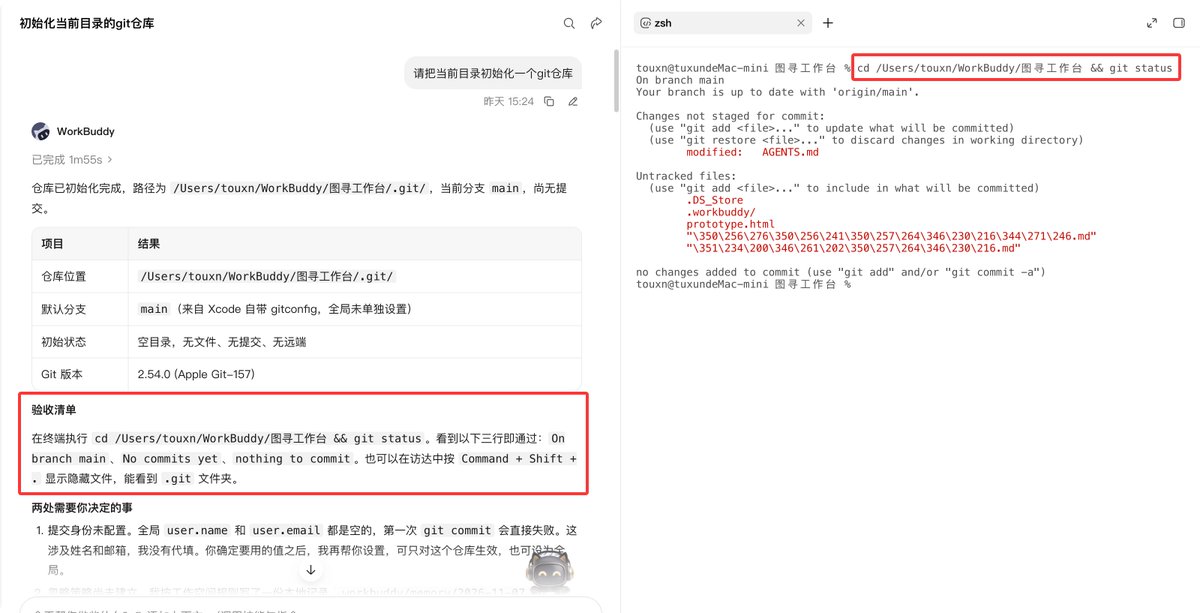 初始化当前目录的git仓库
请把当前目录初始化一个git仓库
昨天 15:24
WorkBuddy
已完成 1m55s >
仓库已初始化完成，路径为 /Users/touxn/WorkBuddy/图寻工作台/.git/，当前分支 main，尚无提
交。
项目 结果
仓库位置 /Users/touxn/WorkBuddy/图寻工作台/.git/
默认分支 main（来自 Xcode 自带 gitconfig，全局未单独设置）
初始状态 空目录，无文件、无提交、无远端
Git 版本 2.54.0 (Apple Git-157)
验收清单
在终端执行 cd /Users/touxn/WorkBuddy/图寻工作台 && git status。看到以下三行即通过：On
branch main、No commits yet、nothing to commit。也可以在访达中按 Command + Shift +
. 显示隐藏文件，能看到 .git 文件夹。
两处需要你决定的事
1. 提交身份未配置。全局 user.name 和 user.email 都是空的，第一次 git commit 会直接失败。这
涉及姓名和邮箱，我没有代填。你确定要用的值之后，我再帮你设置，可只对这个仓库生效，也可设为全
局。
zsh
touxn@tuxundeMac-mini 图寻工作台 % cd /Users/touxn/WorkBuddy/图寻工作台 && git status
On branch main
Your branch is up to date with 'origin/main'.
Changes not staged for commit:
(use "git add <file>..." to update what will be committed)
(use "git restore <file>..." to discard changes in working directory)
modified: AGENTS.md
Untracked files:
(use "git add <file>..." to include in what will be committed)
.DS_Store
.workbuddy/
prototype.html
"\350\256\276\350\256\241\350\257\264\346\230\216\344\271\246.md"
"\351\234\200\346\261\202\350\257\264\346\230\216.md"
no changes added to commit (use "git add" and/or "git commit -a")
touxn@tuxundeMac-mini 图寻工作台 %